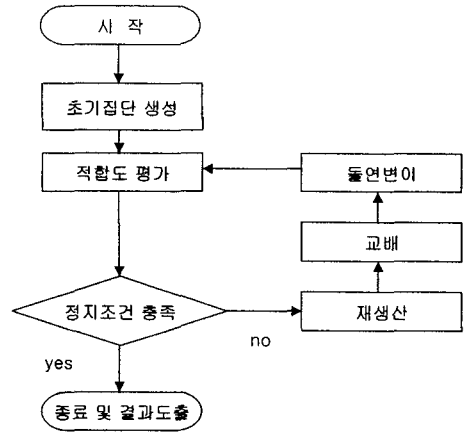 시 작
초기집단 생성
적합도 평가
돌연변이
교배
정지조건 충족
재생산
no
yes
종료 및 결과도출